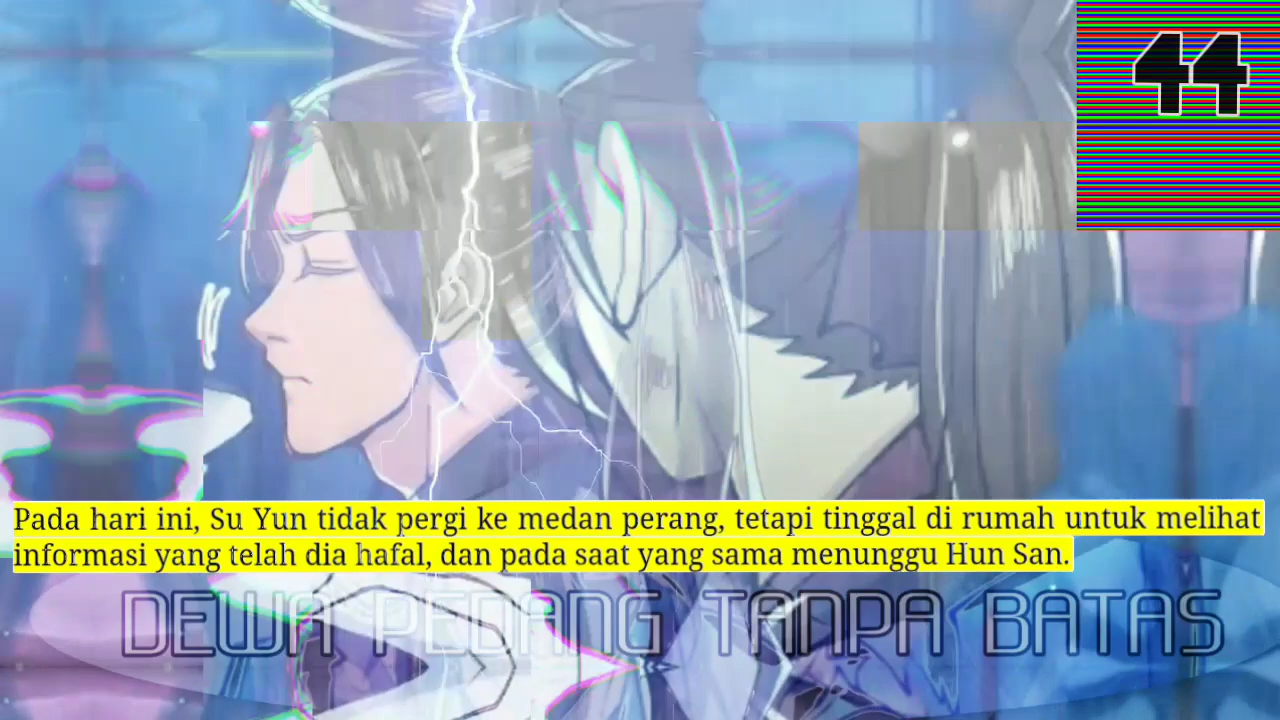 44
Pada hari ini, Su Yun tidak pergi ke medan perang, tetapi tinggal di rumah untuk melihat
informasi yang telah dia hafal, dan pada saat yang sama menunggu Hun San.
DEWA PEDANG TANPA BATAS